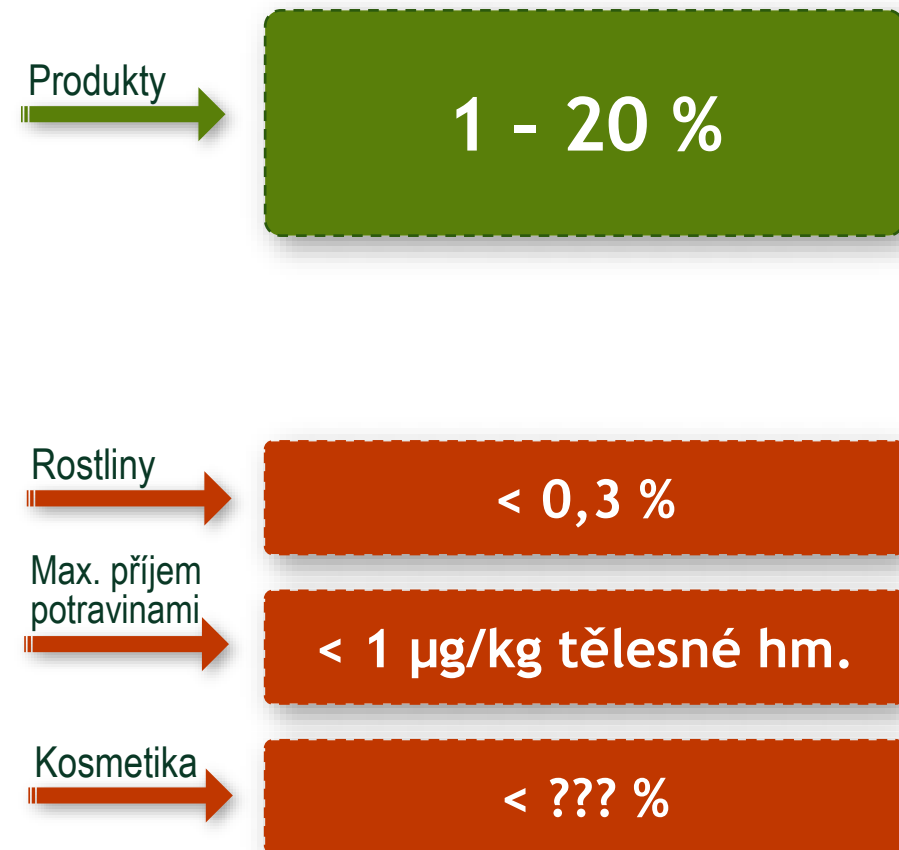 Produkty
1 - 20 %
Rostliny
< 0,3 %
Max. příjem
potravinami
< 1 µg/kg tělesné hm.
Kosmetika
< ??? %